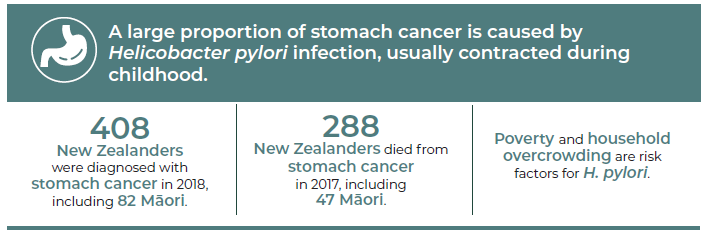 A large proportion of stomach cancer is caused by
Helicobacter pylori infection, usually contracted during
childhood.
408
New Zealanders
were diagnosed with
stomach cancer in 2018,
including 82 Māori.
288
New Zealanders died from
stomach cancer
in 2017, including
47 Māori.
Poverty and household
overcrowding are risk
factors for H. pylori.